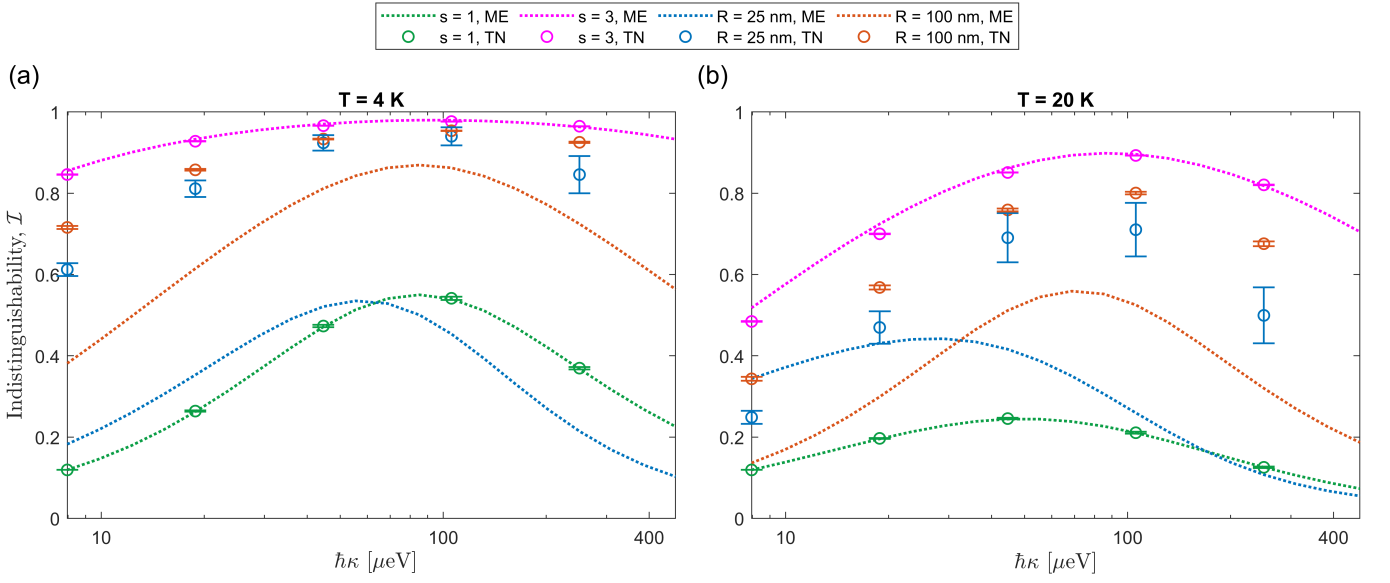 s = 1, ME s = 3, ME R = 25 nm, ME R = 100 nm, ME
s = 1, TN s = 3, TN R = 25 nm, TN R = 100 nm, TN
(a)
T = 4 K
Indistinguishability, ℐ
1
0.8
0.6
0.4
0.2
0
10 100 400
ℏκ [μeV]
(b)
T = 20 K
1
0.8
0.6
0.4
0.2
0
10 100 400
ℏκ [μeV]